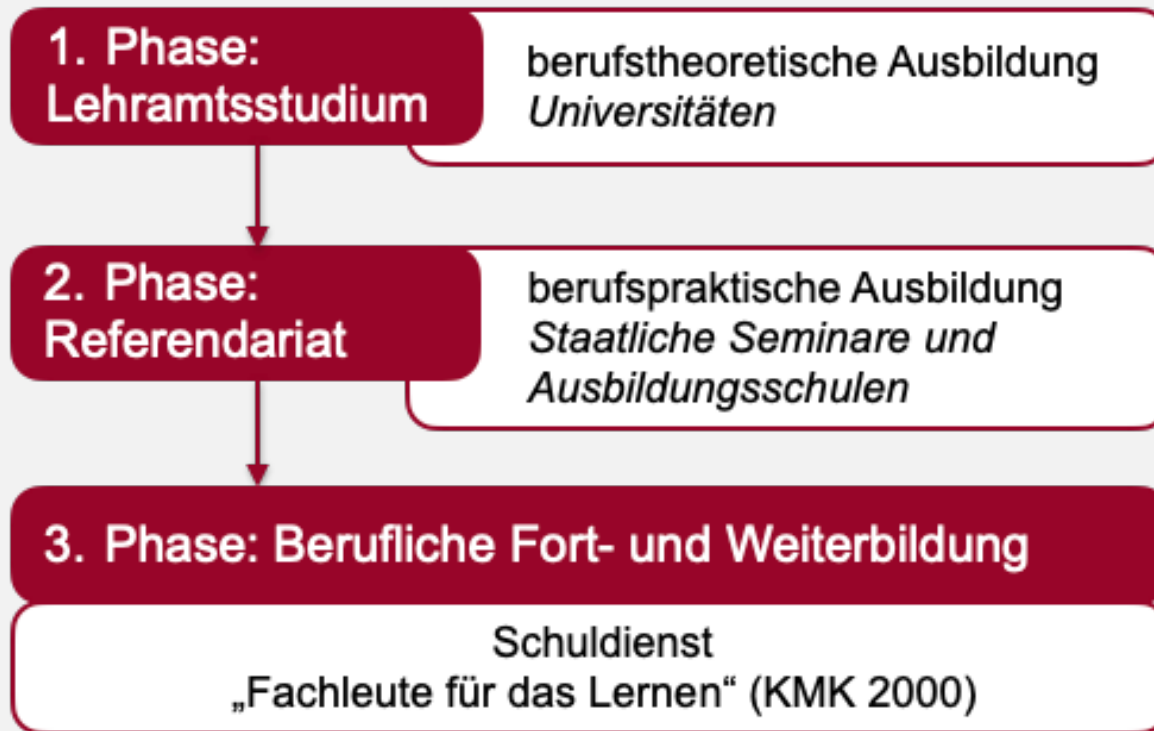 1. Phase:
Lehramtsstudium
berufstheoretische Ausbildung
Universitäten
2. Phase:
Referendariat
berufspraktische Ausbildung
Staatliche Seminare und
Ausbildungsschulen
3. Phase: Berufliche Fort- und Weiterbildung
Schuldienst
„Fachleute für das Lernen“ (KMK 2000)